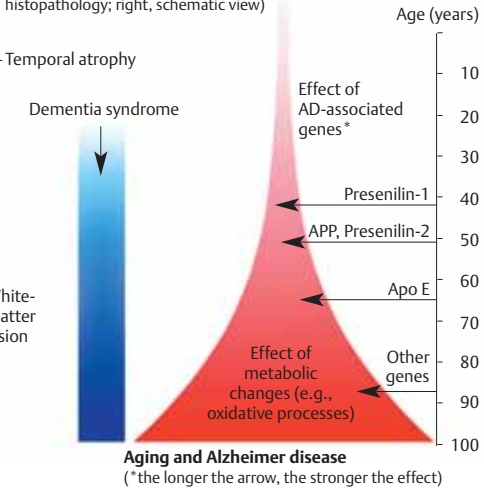 histopathology; right, schematic view)
Age (years)
Temporal atrophy
10
Effect of
AD-associated
genes*
Dementia syndrome
20
30
Presenilin-1
40
APP, Presenilin-2
50
60
Apo E
70
Effect of
metabolic
changes (e.g.,
oxidative processes)
Other
genes
80
90
100
Aging and Alzheimer disease
(*the longer the arrow, the stronger the effect)